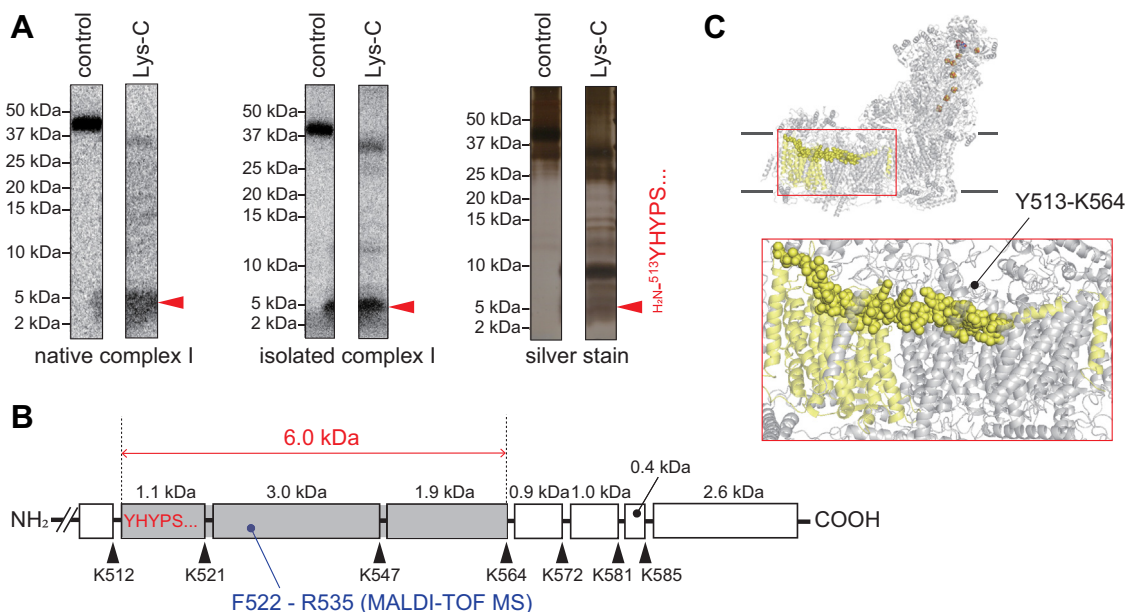 A
control
Lys-C
50 kDa
37 kDa
25 kDa
20 kDa
15 kDa
10 kDa
5 kDa
2 kDa
native complex I
control
Lys-C
50 kDa
37 kDa
25 kDa
20 kDa
15 kDa
10 kDa
5 kDa
2 kDa
isolated complex I
control
Lys-C
50 kDa
37 kDa
25 kDa
20 kDa
15 kDa
10 kDa
5 kDa
2 kDa
silver stain
H₂N-⁵¹³YHYPS...
C
Y513-K564
B
6.0 kDa
0.4 kDa
1.1 kDa 3.0 kDa 1.9 kDa 0.9 kDa 1.0 kDa 2.6 kDa
NH₂ YHYPS... COOH
K512 K521 K547 K564 K572 K581 K585
F522 - R535 (MALDI-TOF MS)